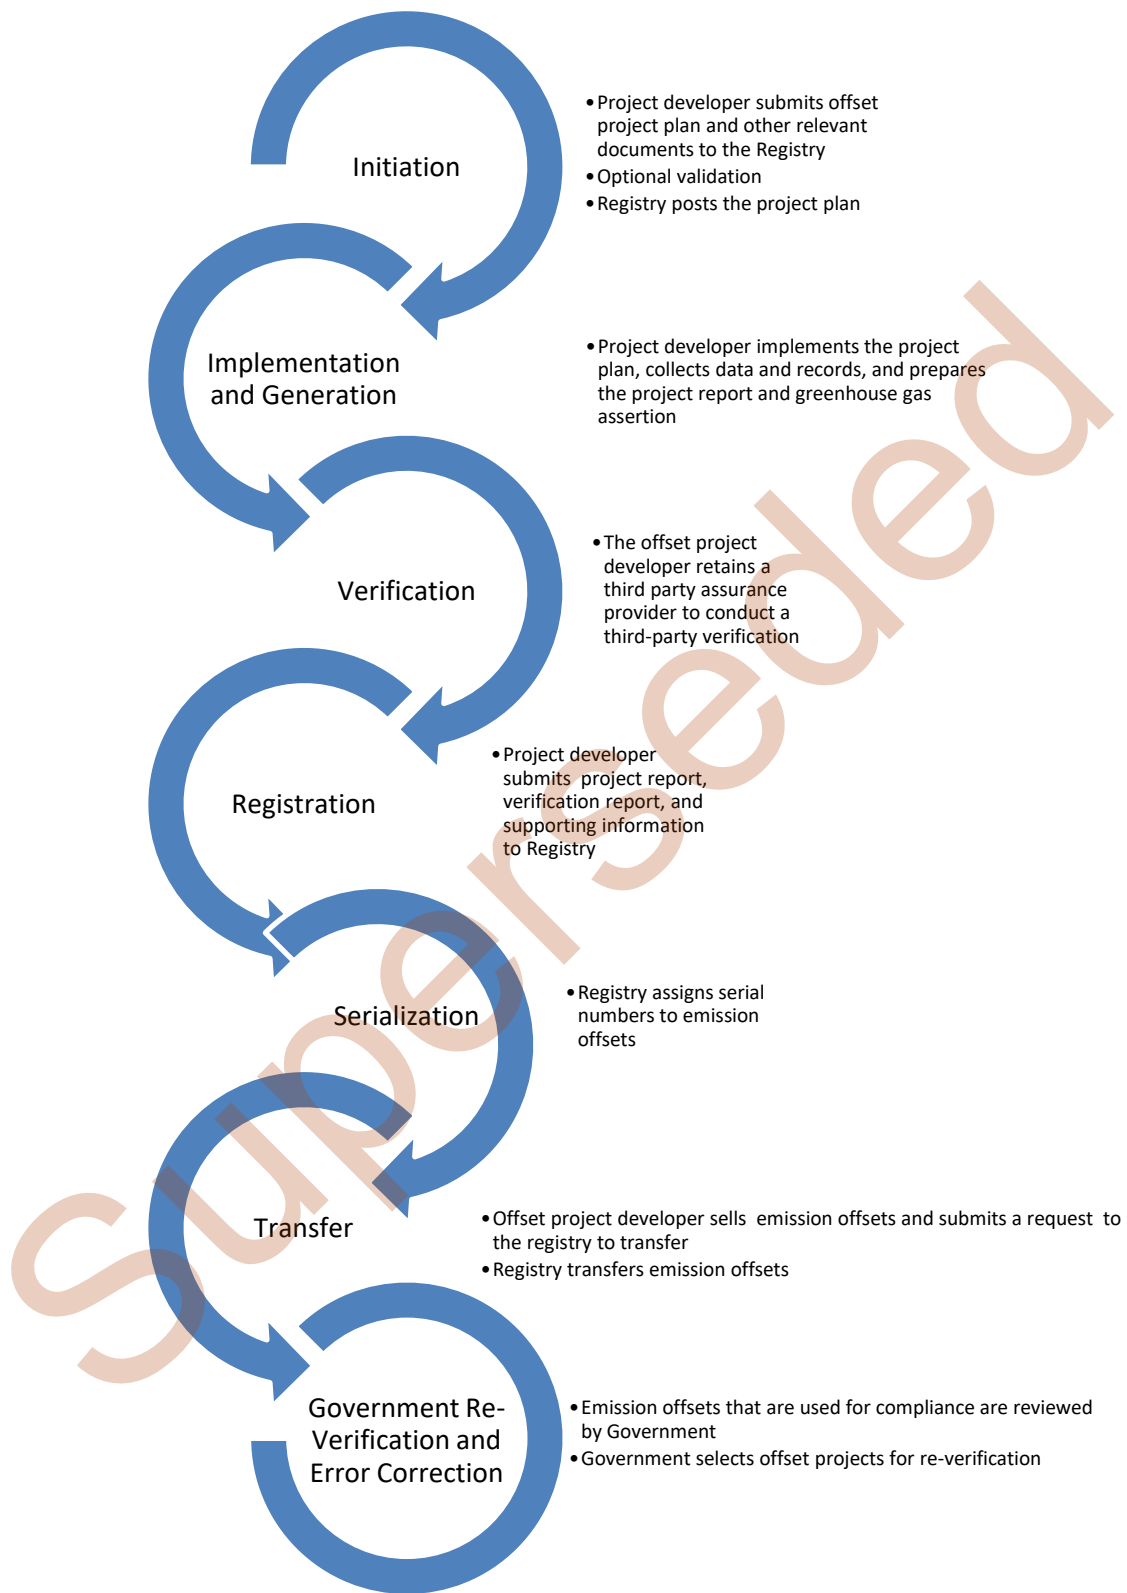 Initiation
•Project developer submits offset
project plan and other relevant
documents to the Registry
•Optional validation
•Registry posts the project plan
Implementation
and Generation
•Project developer implements the project
plan, collects data and records, and prepares
the project report and greenhouse gas
assertion
Verification
•The offset project
developer retains a
third party assurance
provider to conduct a
third-party verification
Registration
•Project developer
submits project report,
verification report, and
supporting information
to Registry
Serialization
•Registry assigns serial
numbers to emission
offsets
Transfer
•Offset project developer sells emission offsets and submits a request to
the registry to transfer
•Registry transfers emission offsets
Government Re-
Verification and
Error Correction
•Emission offsets that are used for compliance are reviewed
by Government
•Government selects offset projects for re-verification
Superseded